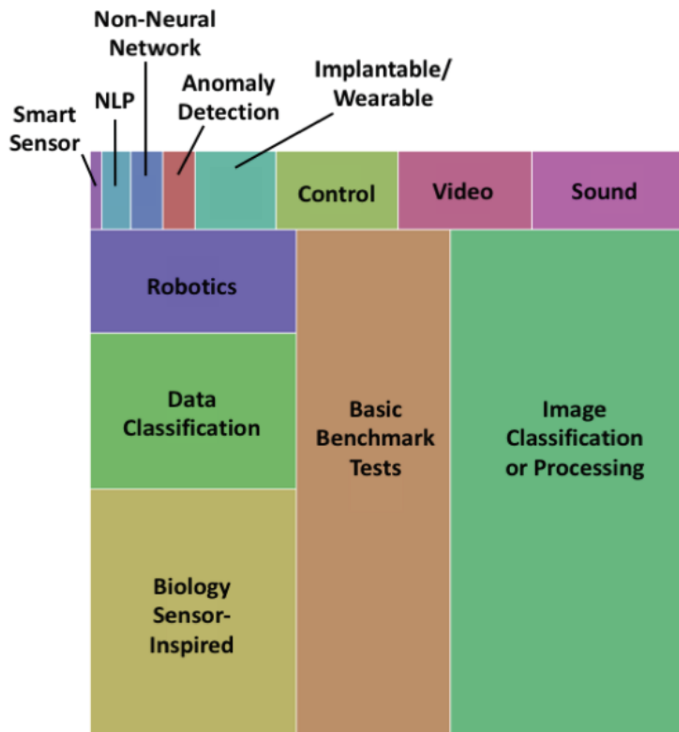 Non-Neural
Network
NLP
Smart
Sensor
Anomaly
Detection
Implantable/
Wearable
Control
Video
Sound
Robotics
Data
Classification
Biology
Sensor-
Inspired
Basic
Benchmark
Tests
Image
Classification
or Processing